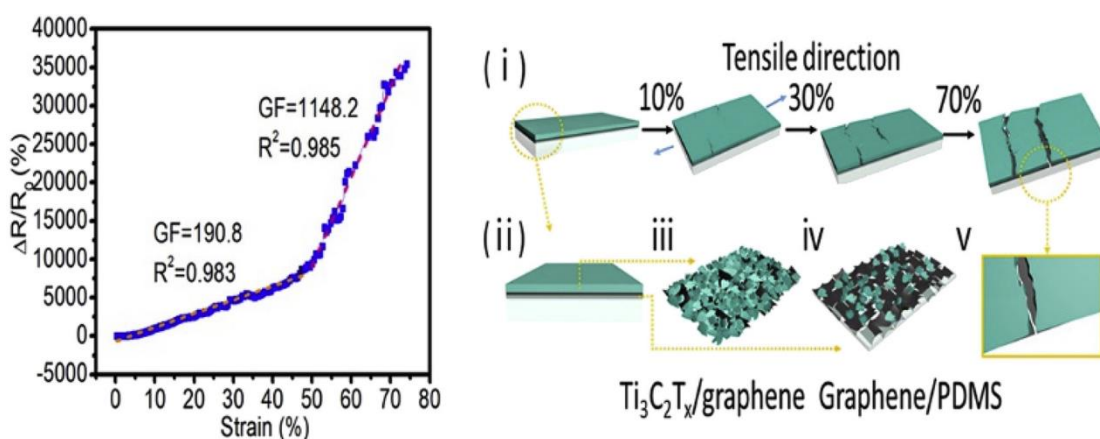 40000
35000
30000
25000
20000
15000
10000
5000
0
-5000
ΔR/R₀ (%)
GF=1148.2
R²=0.985
GF=190.8
R²=0.983
0 10 20 30 40 50 60 70 80
Strain (%)
Tensile direction
(i)
10% 30% 70%
(ii) iii iv v
Ti₃C₂Tₓ/graphene Graphene/PDMS